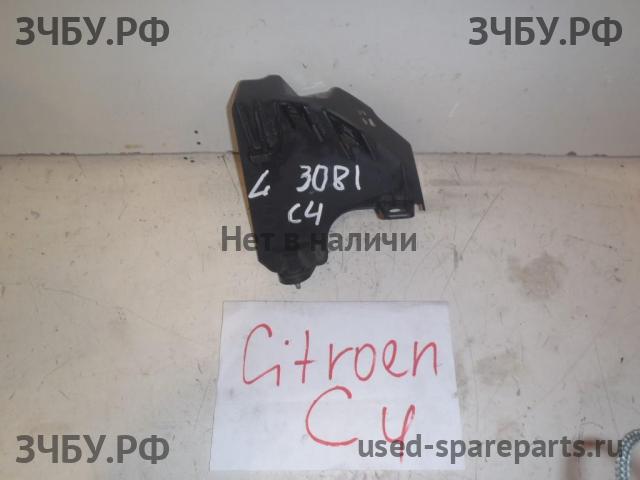 ЗЧБУ.РФ
ЗЧБУ.РФ
L 3081
C4
Нет в наличи
Citroen
C4
ЗЧБУ.РФ
used-spareparts.ru